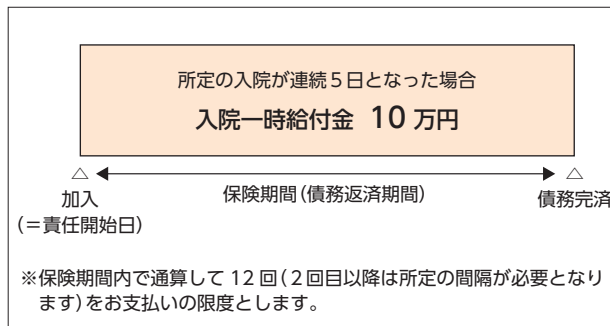 所定の入院が連続5日となった場合
入院一時給付金 10 万円
△ ◀ ▶ △
加入 保険期間(債務返済期間) 債務完済
(=責任開始日)
※保険期間内で通算して 12 回(2回目以降は所定の間隔が必要となり
ます)をお支払いの限度とします。